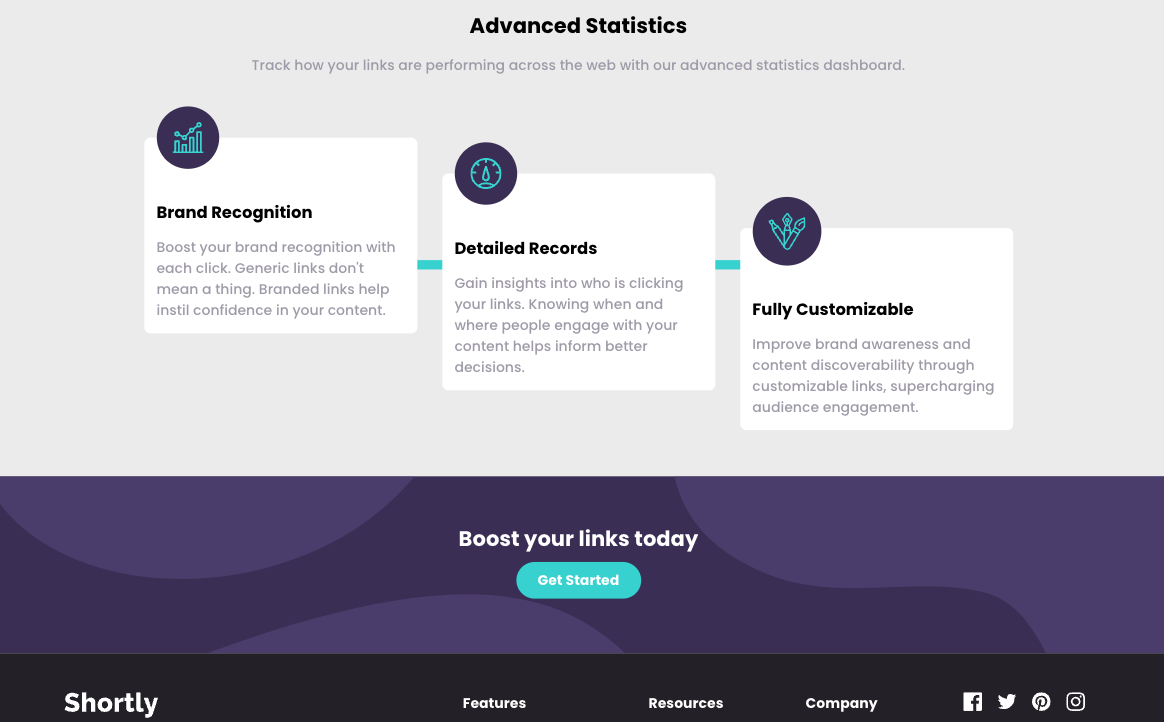 Advanced Statistics
Track how your links are performing across the web with our advanced statistics dashboard.
Brand Recognition
Boost your brand recognition with
each click. Generic links don't
mean a thing. Branded links help
instil confidence in your content.
Detailed Records
Gain insights into who is clicking
your links. Knowing when and
where people engage with your
content helps inform better
decisions.
Fully Customizable
Improve brand awareness and
content discoverability through
customizable links, supercharging
audience engagement.
Boost your links today
Get Started
Shortly
Features
Resources
Company